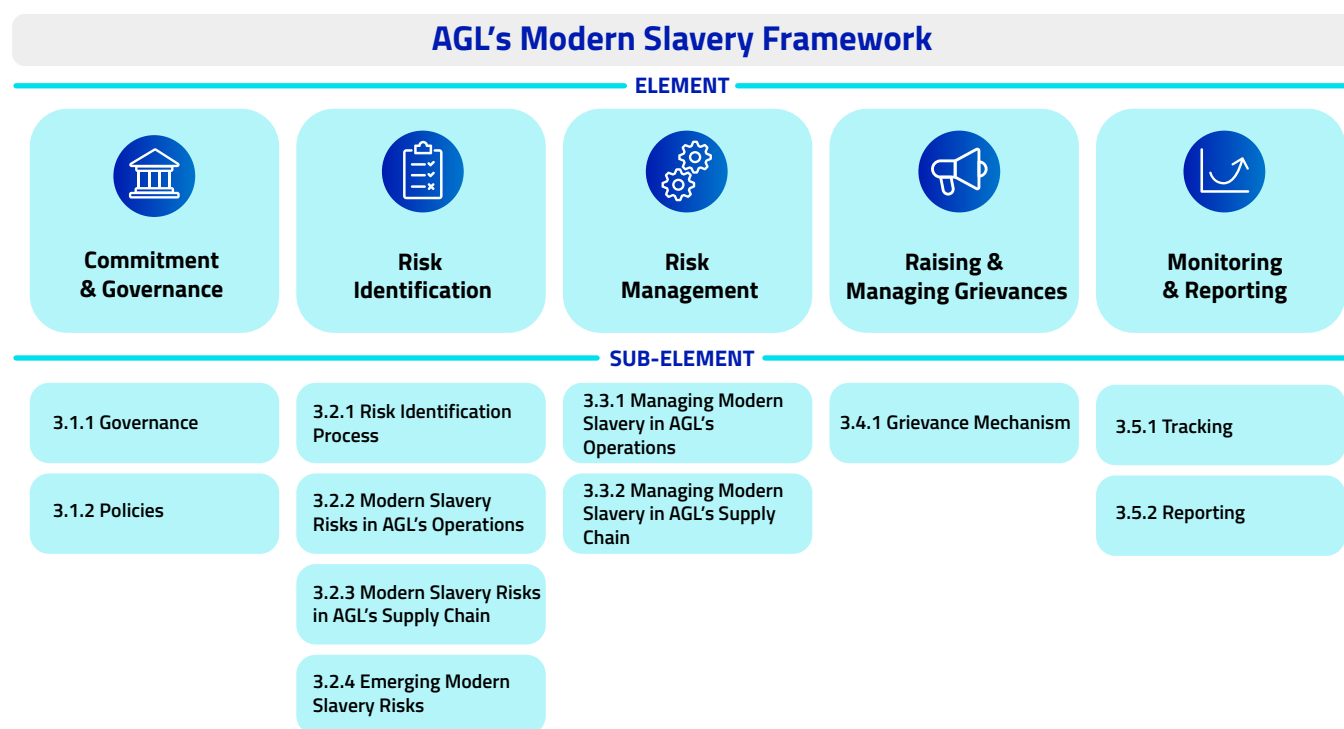 AGL’s Modern Slavery Framework
ELEMENT
Commitment
& Governance
Risk
Identification
Risk
Management
Raising &
Managing Grievances
Monitoring
& Reporting
SUB-ELEMENT
3.1.1 Governance
3.1.2 Policies
3.2.1 Risk Identification
Process
3.2.2 Modern Slavery
Risks in AGL’s Operations
3.2.3 Modern Slavery Risks
in AGL’s Supply Chain
3.2.4 Emerging Modern
Slavery Risks
3.3.1 Managing Modern
Slavery in AGL’s
Operations
3.3.2 Managing Modern
Slavery in AGL’s Supply
Chain
3.4.1 Grievance Mechanism
3.5.1 Tracking
3.5.2 Reporting